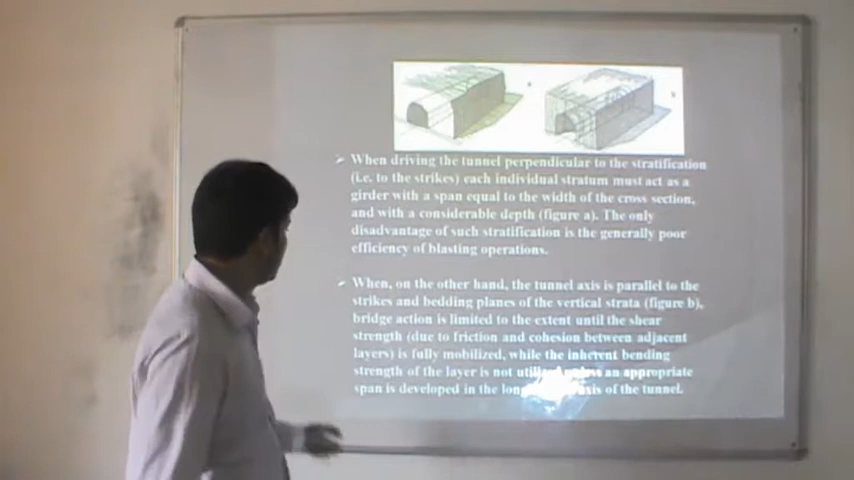 ➢ When driving the tunnel perpendicular to the stratification
(i.e. to the strikes) each individual stratum must act as a
girder with a span equal to the width of the cross section,
and with a considerable depth (figure a). The only
disadvantage of such stratification is the generally poor
efficiency of blasting operations.
➢ When, on the other hand, the tunnel axis is parallel to the
strikes and bedding planes of the vertical strata (figure b),
bridge action is limited to the extent until the shear
strength (due to friction and cohesion between adjacent
layers) is fully mobilized, while the inherent bending
strength of the layer is not an appropriate
span is developed in the of the tunnel.